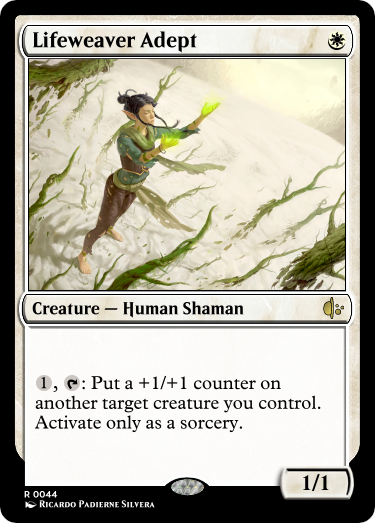 Lifeweaver Adept
Creature — Human Shaman
1, : Put a +1/+1 counter on
another target creature you control.
Activate only as a sorcery.
1/1
R 0044
Ricardo Padierne Silvera